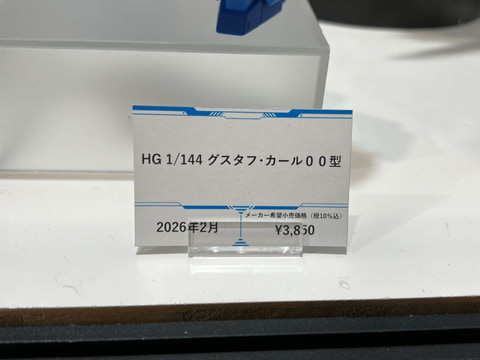 HG 1/144 グスタフ・カール００型
メーカー希望小売価格（税10%込）
2026年2月
¥3,850